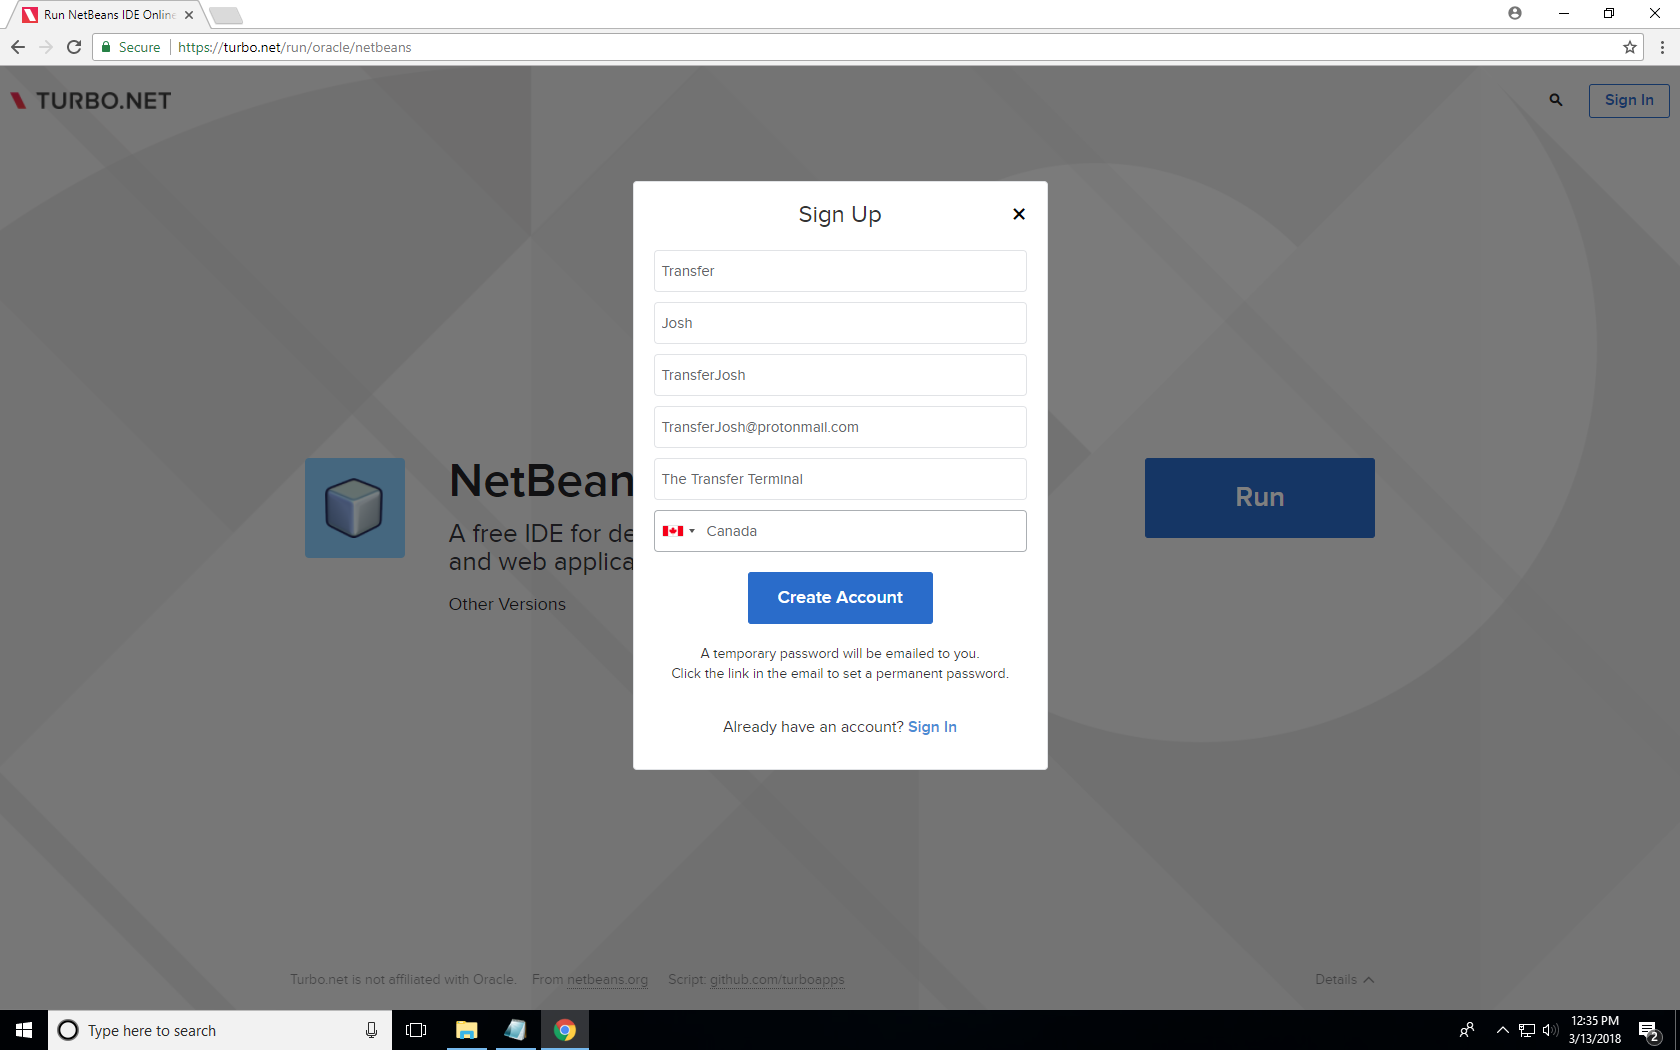 Run NetBeans IDE Online
Secure
https://turbo.net/run/oracle/netbeans
TURBO.NET
Sign In
Sign Up
Transfer
Josh
TransferJosh
TransferJosh@protonmail.com
The Transfer Terminal
Canada
Create Account
A temporary password will be emailed to you.
Click the link in the email to set a permanent password.
Already have an account? Sign In
NetBean
A free IDE for de
and web applica
Other Versions
Run
Turbo.net is not affiliated with Oracle. From netbeans.org Script: github.com/turboapps
Details
Type here to search
12:35 PM
3/13/2018
2